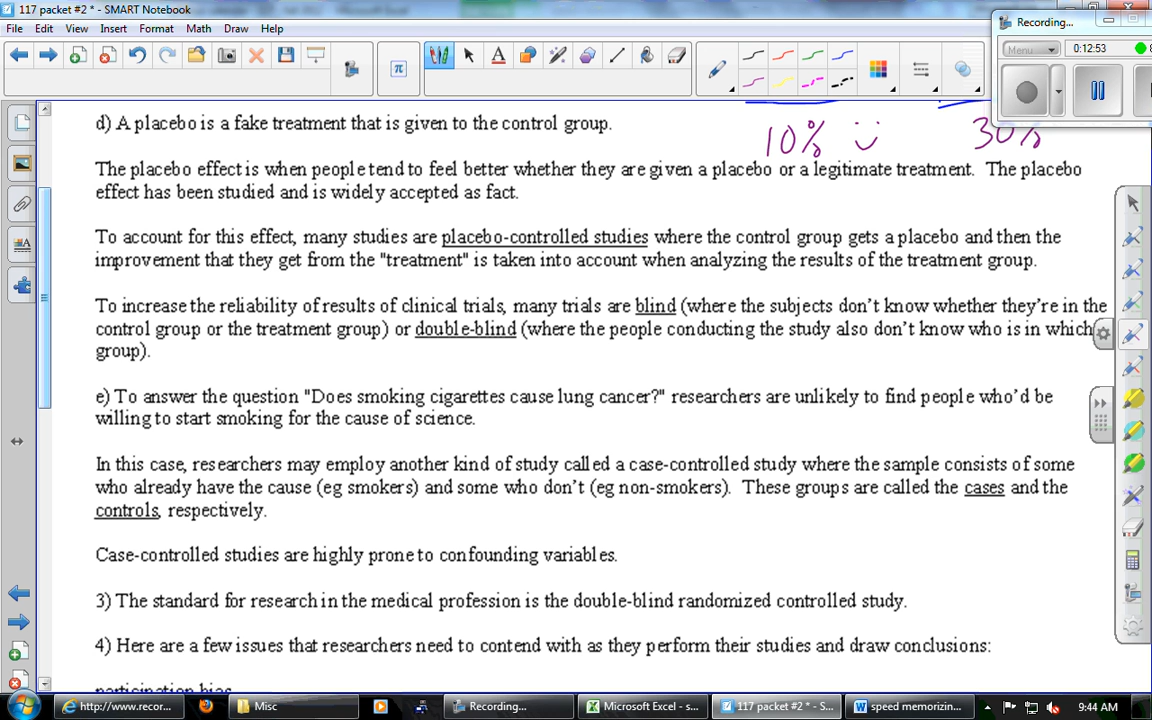 117 packet #2 * - SMART Notebook
Recording...
File Edit View Insert Format Math Draw Help
Menu
0:12:53
π
A
10% 30%
d) A placebo is a fake treatment that is given to the control group.
The placebo effect is when people tend to feel better whether they are given a placebo or a legitimate treatment. The placebo
effect has been studied and is widely accepted as fact.
To account for this effect, many studies are placebo-controlled studies where the control group gets a placebo and then the
improvement that they get from the "treatment" is taken into account when analyzing the results of the treatment group.
To increase the reliability of results of clinical trials, many trials are blind (where the subjects don't know whether they're in the
control group or the treatment group) or double-blind (where the people conducting the study also don't know who is in which
group).
e) To answer the question "Does smoking cigarettes cause lung cancer?" researchers are unlikely to find people who'd be
willing to start smoking for the cause of science.
In this case, researchers may employ another kind of study called a case-controlled study where the sample consists of some
who already have the cause (eg smokers) and some who don't (eg non-smokers). These groups are called the cases and the
controls, respectively.
Case-controlled studies are highly prone to confounding variables.
3) The standard for research in the medical profession is the double-blind randomized controlled study.
4) Here are a few issues that researchers need to contend with as they perform their studies and draw conclusions:
participation bias
http://www.recor... Misc Recording... Microsoft Excel - s... 117 packet #2 * - S... speed memorizin... 9:44 AM